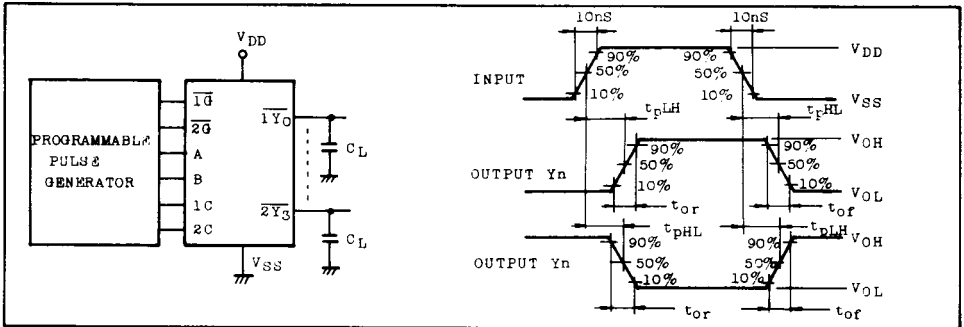 PROGRAMMABLE
PULSE
GENERATOR
VDD
1G
2G
A
B
1C
2C
1Y0
2Y3
CL
CL
VSS
10nS
10nS
INPUT
90%
50%
10%
90%
50%
10%
VDD
VSS
tpLH
tpHL
OUTPUT Yn
90%
50%
10%
90%
50%
10%
VOH
VOL
tor
tof
tpHL
tpLH
OUTPUT Yn
90%
50%
10%
90%
50%
10%
VOH
VOL
tor
tof